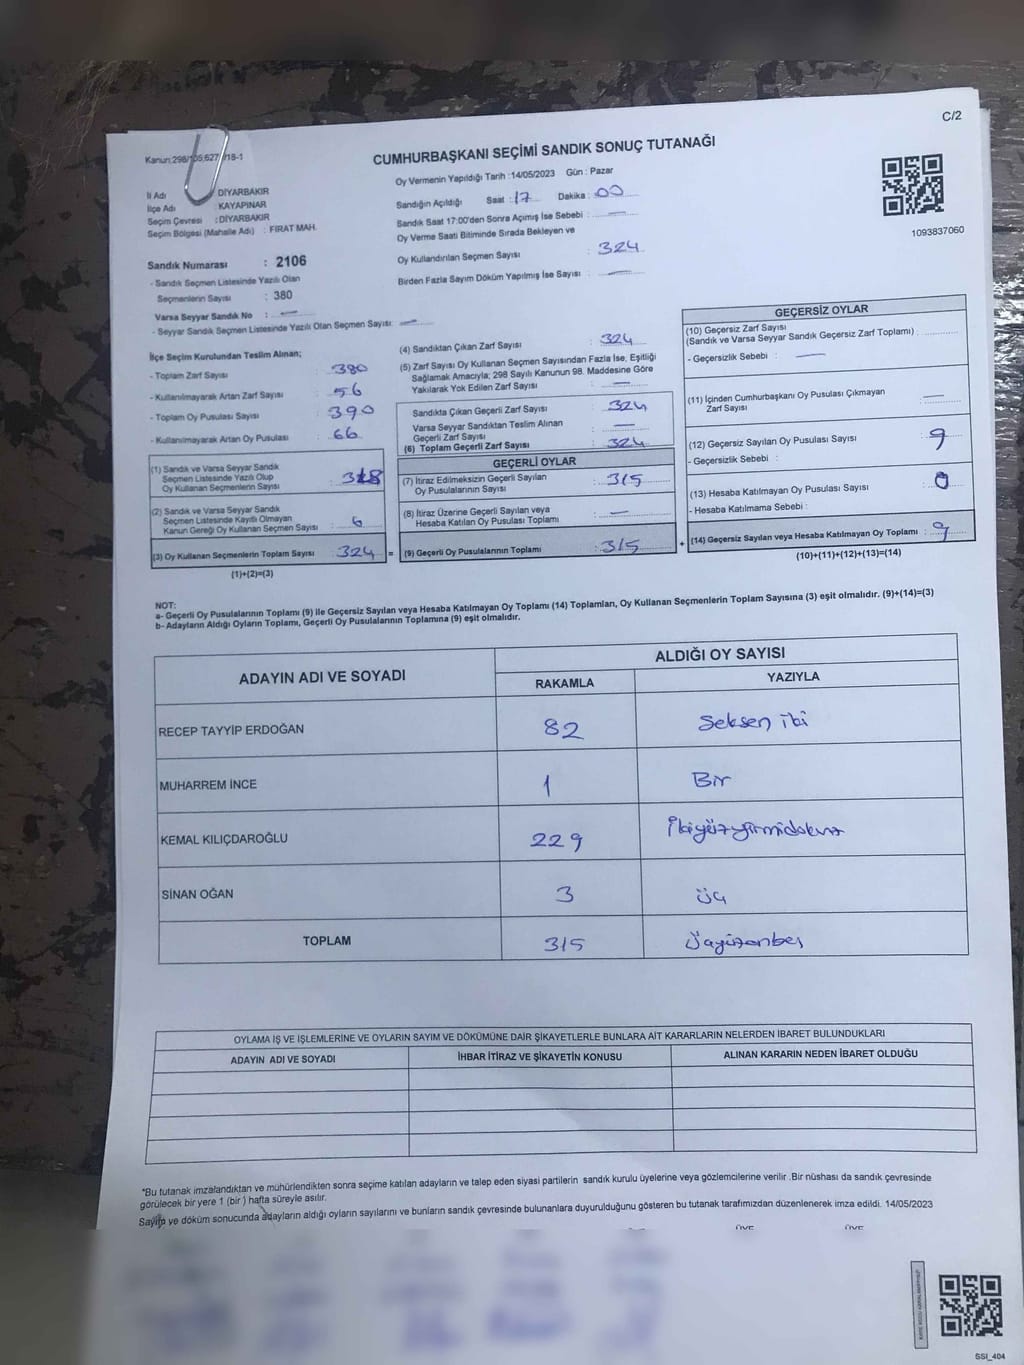 C/2
Kanun:298/105,627 /18-1
CUMHURBAŞKANI SEÇİMİ SANDIK SONUÇ TUTANAĞI
Oy Vermenin Yapıldığı Tarih :14/05/2023 Gün : Pazar
İl Adı : DİYARBAKIR
İlçe Adı : KAYAPINAR
Seçim Çevresi : DİYARBAKIR
Seçim Bölgesi (Mahalle Adı) : FIRAT MAH.
Sandığın Açıldığı Saat : 17 Dakika : 00
Sandık Saat 17:00'den Sonra Açımış İse Sebebi : —
Oy Verme Saati Bitiminde Sırada Bekleyen ve
Oy Kullandırılan Seçmen Sayısı : 324
Birden Fazla Sayım Döküm Yapılmış İse Sayısı : —
1093837060
Sandık Numarası : 2106
- Sandık Seçmen Listesinde Yazılı Olan
Seçmenlerin Sayısı : 380
Varsa Seyyar Sandık No : —
- Seyyar Sandık Seçmen Listesinde Yazılı Olan Seçmen Sayısı: —
İlçe Seçim Kurulundan Teslim Alınan;
- Toplam Zarf Sayısı : 380
- Kullanılmayarak Artan Zarf Sayısı : 56
- Toplam Oy Pusulası Sayısı : 390
- Kullanılmayarak Artan Oy Pusulası : 66
(1) Sandık ve Varsa Seyyar Sandık
Seçmen Listesinde Yazılı Olup
Oy Kullanan Seçmenlerin Sayısı : 318
(2) Sandık ve Varsa Seyyar Sandık
Seçmen Listesinde Kayıtlı Olmayan
Kanun Gereği Oy Kullanan Seçmen Sayısı : 6
(3) Oy Kullanan Seçmenlerin Toplam Sayısı : 324 =
(1)+(2)=(3)
(4) Sandıktan Çıkan Zarf Sayısı : 324
(5) Zarf Sayısı Oy Kullanan Seçmen Sayısından Fazla İse, Eşitliği
Sağlamak Amacıyla; 298 Sayılı Kanunun 98. Maddesine Göre
Yakılarak Yok Edilen Zarf Sayısı : —
Sandıkta Çıkan Geçerli Zarf Sayısı : 324
Varsa Seyyar Sandıktan Teslim Alınan
Geçerli Zarf Sayısı : —
(6) Toplam Geçerli Zarf Sayısı : 324
GEÇERLİ OYLAR
(7) İtiraz Edilmeksizin Geçerli Sayılan
Oy Pusulalarının Sayısı : 315
(8) İtiraz Üzerine Geçerli Sayılan veya
Hesaba Katılan Oy Pusulası Toplamı : —
(9) Geçerli Oy Pusulalarının Toplamı : 315 +
GEÇERSİZ OYLAR
(10) Geçersiz Zarf Sayısı
(Sandık ve Varsa Seyyar Sandık Geçersiz Zarf Toplamı) :
- Geçersizlik Sebebi : —
(11) İçinden Cumhurbaşkanı Oy Pusulası Çıkmayan
Zarf Sayısı : —
(12) Geçersiz Sayılan Oy Pusulası Sayısı : 9
- Geçersizlik Sebebi :
(13) Hesaba Katılmayan Oy Pusulası Sayısı : 0
- Hesaba Katılmama Sebebi :
(14) Geçersiz Sayılan veya Hesaba Katılmayan Oy Toplamı : 9
(10)+(11)+(12)+(13)=(14)
NOT:
a- Geçerli Oy Pusulalarının Toplamı (9) ile Geçersiz Sayılan veya Hesaba Katılmayan Oy Toplamı (14) Toplamları, Oy Kullanan Seçmenlerin Toplam Sayısına (3) eşit olmalıdır. (9)+(14)=(3)
b- Adayların Aldığı Oyların Toplamı, Geçerli Oy Pusulalarının Toplamına (9) eşit olmalıdır.
ADAYIN ADI VE SOYADI ALDIĞI OY SAYISI
RAKAMLA YAZIYLA
RECEP TAYYİP ERDOĞAN 82 Seksen iki
MUHARREM İNCE 1 Bir
KEMAL KILIÇDAROĞLU 229 İkiyüzyirmidokuz
SİNAN OĞAN 3 üç
TOPLAM 315 Üçyüzonbeş
OYLAMA İŞ VE İŞLEMLERİNE VE OYLARIN SAYIM VE DÖKÜMÜNE DAİR ŞİKAYETLERLE BUNLARA AİT KARARLARIN NELERDEN İBARET BULUNDUKLARI
ADAYIN ADI VE SOYADI İHBAR İTİRAZ VE ŞİKAYETİN KONUSU ALINAN KARARIN NEDEN İBARET OLDUĞU
"Bu tutanak imzalandıktan ve mühürlendikten sonra seçime katılan adayların ve talep eden siyasi partilerin sandık kurulu üyelerine veya gözlemcilerine verilir .Bir nüshası da sandık çevresinde
görülecek bir yere 1 (bir ) hafta süreyle asılır.
Sayım ve döküm sonucunda adayların aldığı oyların sayılarını ve bunların sandık çevresinde bulunanlara duyurulduğunu gösteren bu tutanak tarafımızdan düzenlenerek imza edildi. 14/05/2023
ÜYE ÜYE
SSI_404